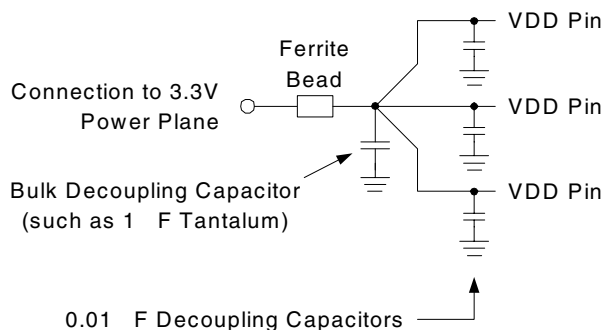 VDD Pin
Ferrite
Bead
Connection to 3.3V
Power Plane
VDD Pin
Bulk Decoupling Capacitor
(such as 1 F Tantalum)
VDD Pin
0.01 F Decoupling Capacitors